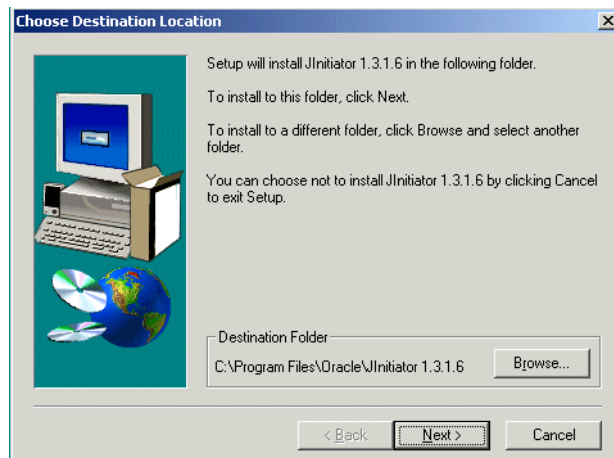 Choose Destination Location
Setup will install JInitiator 1.3.1.6 in the following folder.
To install to this folder, click Next.
To install to a different folder, click Browse and select another
folder.
You can choose not to install JInitiator 1.3.1.6 by clicking Cancel
to exit Setup.
Destination Folder
C:\Program Files\Oracle\JInitiator 1.3.1.6
Browse...
< Back
Next >
Cancel